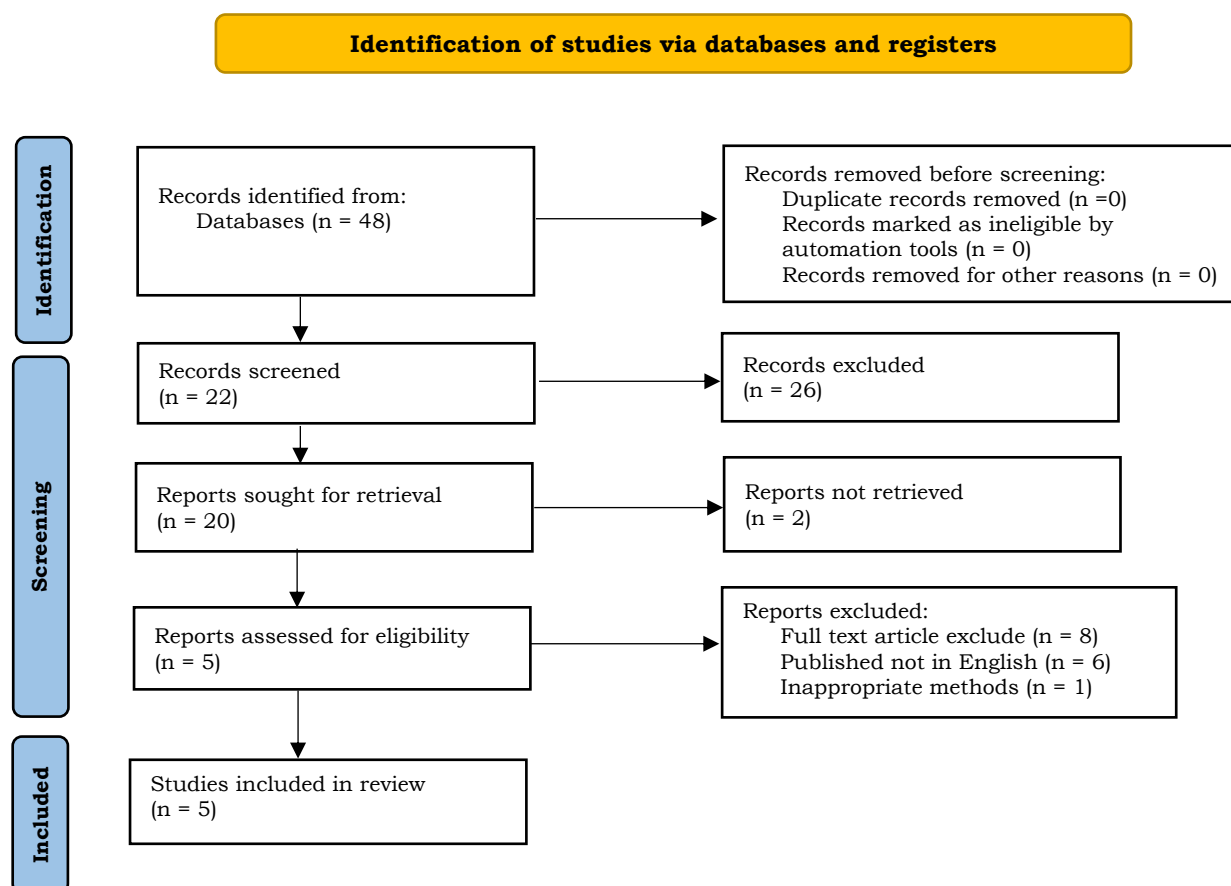 Identification of studies via databases and registers
Identification
Records identified from:
Databases (n = 48)
Records removed before screening:
Duplicate records removed (n =0)
Records marked as ineligible by
automation tools (n = 0)
Records removed for other reasons (n = 0)
Screening
Records screened
(n = 22)
Records excluded
(n = 26)
Reports sought for retrieval
(n = 20)
Reports not retrieved
(n = 2)
Reports assessed for eligibility
(n = 5)
Reports excluded:
Full text article exclude (n = 8)
Published not in English (n = 6)
Inappropriate methods (n = 1)
Included
Studies included in review
(n = 5)